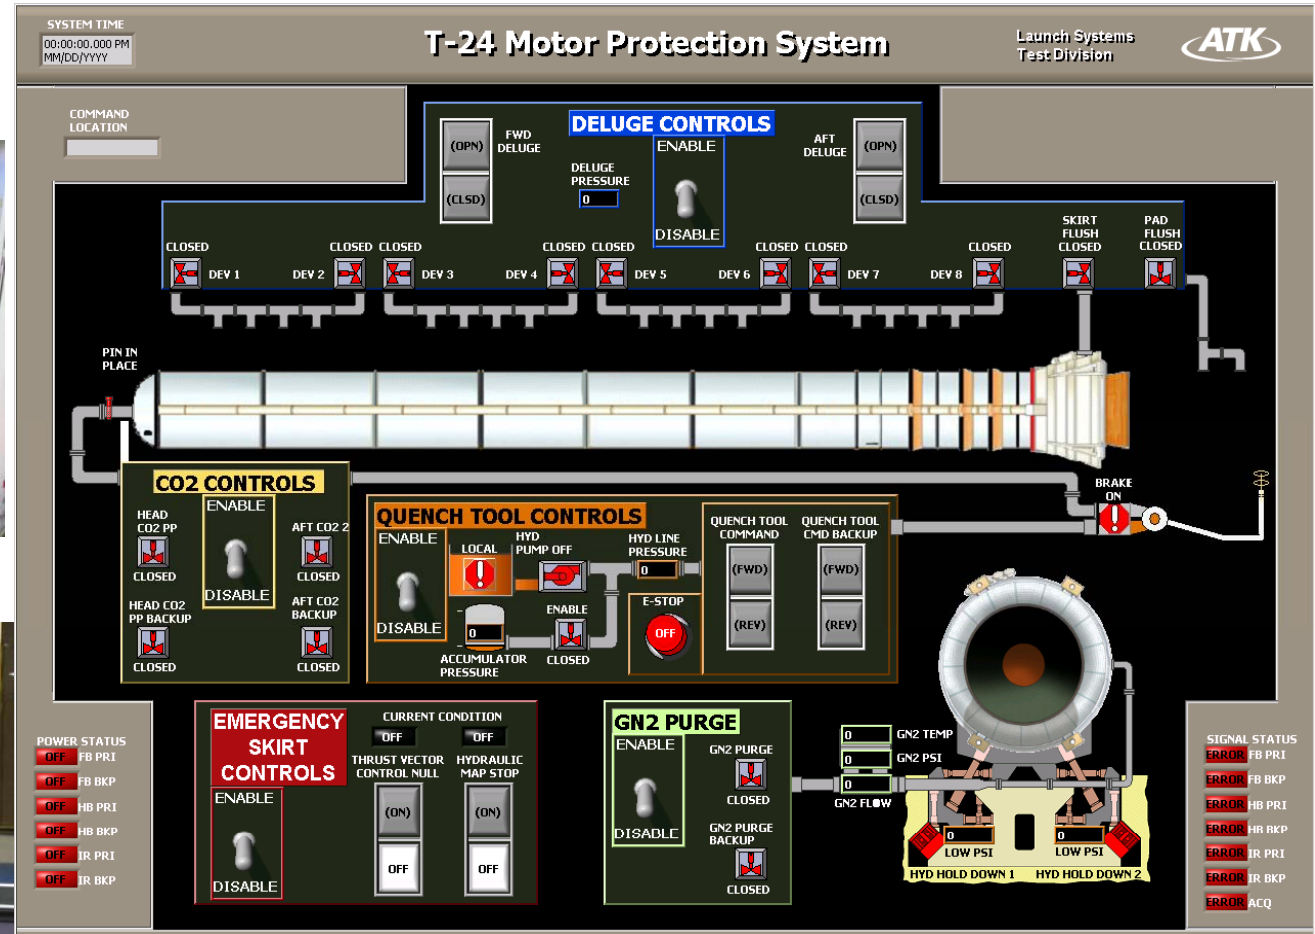 SYSTEM TIME
00:00:00.000 PM
MM/DD/YYYY
T-24 Motor Protection System
Launch Systems
Test Division
ATK
COMMAND
LOCATION
DELUGE CONTROLS
(OPN)
FWD
DELUGE
(CLSD)
DELUGE
PRESSURE
0
ENABLE
DISABLE
AFT
DELUGE
(OPN)
(CLSD)
CLOSED
DEV 1
CLOSED
DEV 2
CLOSED
DEV 3
CLOSED
DEV 4
CLOSED
DEV 5
CLOSED
DEV 6
CLOSED
DEV 7
CLOSED
DEV 8
SKIRT
FLUSH
CLOSED
PAD
FLUSH
CLOSED
PIN IN
PLACE
CO2 CONTROLS
ENABLE
DISABLE
HEAD
CO2 PP
CLOSED
HEAD CO2
PP BACKUP
CLOSED
AFT CO2 2
CLOSED
AFT CO2
BACKUP
CLOSED
QUENCH TOOL CONTROLS
ENABLE
DISABLE
LOCAL
HYD
PUMP OFF
HYD LINE
PRESSURE
0
0
ACCUMULATOR
PRESSURE
ENABLE
CLOSED
E-STOP
OFF
QUENCH TOOL
COMMAND
(FWD)
(REV)
QUENCH TOOL
CMD BACKUP
(FWD)
(REV)
BRAKE
ON
EMERGENCY
SKIRT
CONTROLS
ENABLE
DISABLE
CURRENT CONDITION
OFF
OFF
THRUST VECTOR
CONTROL NULL
(ON)
OFF
HYDRAULIC
MAP STOP
(ON)
OFF
GN2 PURGE
ENABLE
DISABLE
GN2 PURGE
CLOSED
GN2 PURGE
BACKUP
CLOSED
0 GN2 TEMP
0 GN2 PSI
0
GN2 FLOW
0
LOW PSI
0
LOW PSI
HYD HOLD DOWN 1
HYD HOLD DOWN 2
POWER STATUS
OFF FB PRI
OFF FB BKP
OFF HB PRI
OFF HB BKP
OFF IR PRI
OFF IR BKP
SIGNAL STATUS
ERROR FB PRI
ERROR FB BKP
ERROR HB PRI
ERROR HB BKP
ERROR IR PRI
ERROR IR BKP
ERROR ACQ